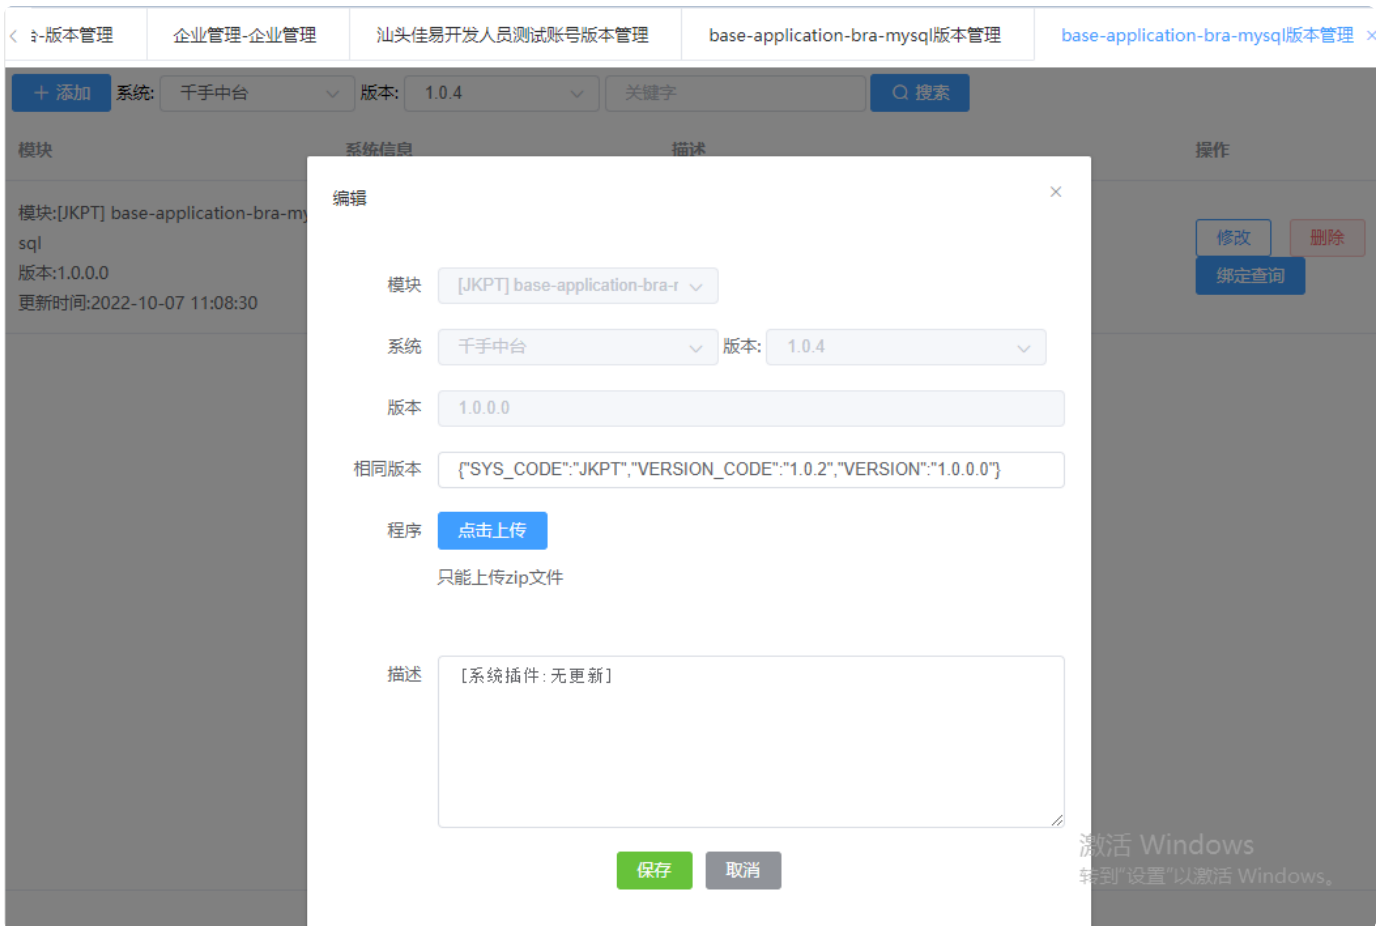 -版本管理
企业管理-企业管理
汕头佳易开发人员测试账号版本管理
base-application-bra-mysql版本管理
base-application-bra-mysql版本管理
添加
系统:
千手中台
版本:
1.0.4
关键字
搜索
模块
系统信息
描述
操作
模块:[JKPT] base-application-bra-my
sql
版本:1.0.0.0
更新时间:2022-10-07 11:08:30
修改
删除
绑定查询
编辑
模块
[JKPT] base-application-bra-r
系统
千手中台
版本:
1.0.4
版本
1.0.0.0
相同版本
{"SYS_CODE":"JKPT","VERSION_CODE":"1.0.2","VERSION":"1.0.0.0"}
程序
点击上传
只能上传zip文件
描述
[系统插件:无更新]
保存
取消
激活 Windows
转到"设置"以激活 Windows。